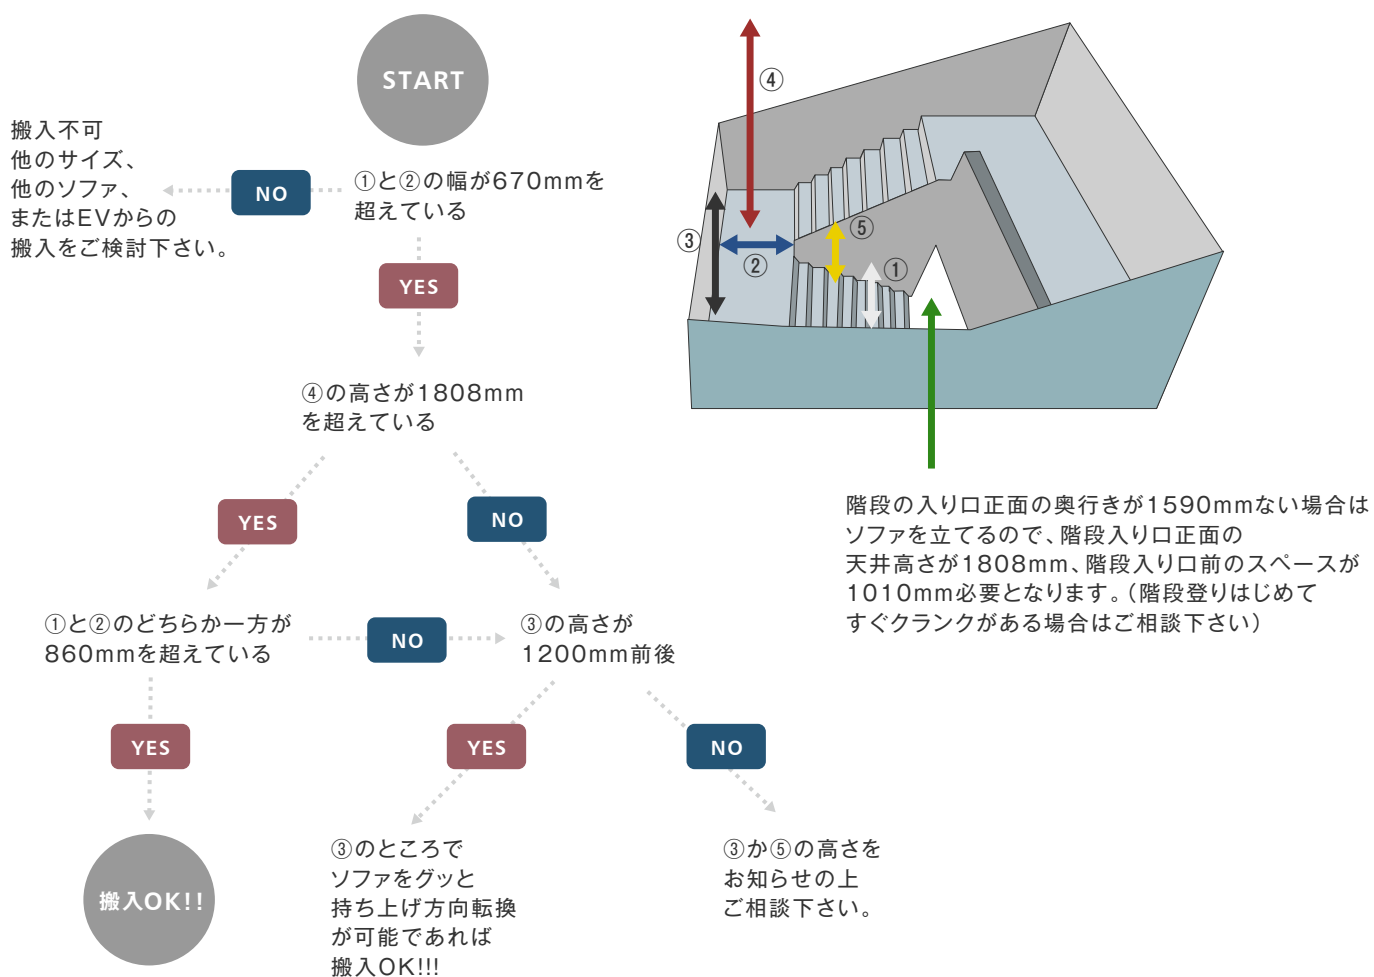 START
搬入不可
他のサイズ、
他のソファ、
またはEVからの
搬入をご検討下さい。
NO
①と②の幅が670mmを
超えている
YES
④の高さが1808mm
を超えている
YES
NO
①と②のどちらか一方が
860mmを超えている
NO
③の高さが
1200mm前後
YES
YES
NO
搬入OK!!
③のところで
ソファをグッと
持ち上げ方向転換
が可能であれば
搬入OK!!!
③か⑤の高さを
お知らせの上
ご相談下さい。
④
③
②
⑤
①
階段の入り口正面の奥行きが1590mmない場合は
ソファを立てるので、階段入り口正面の
天井高さが1808mm、階段入り口前のスペースが
1010mm必要となります。（階段登りはじめて
すぐクランクがある場合はご相談下さい）